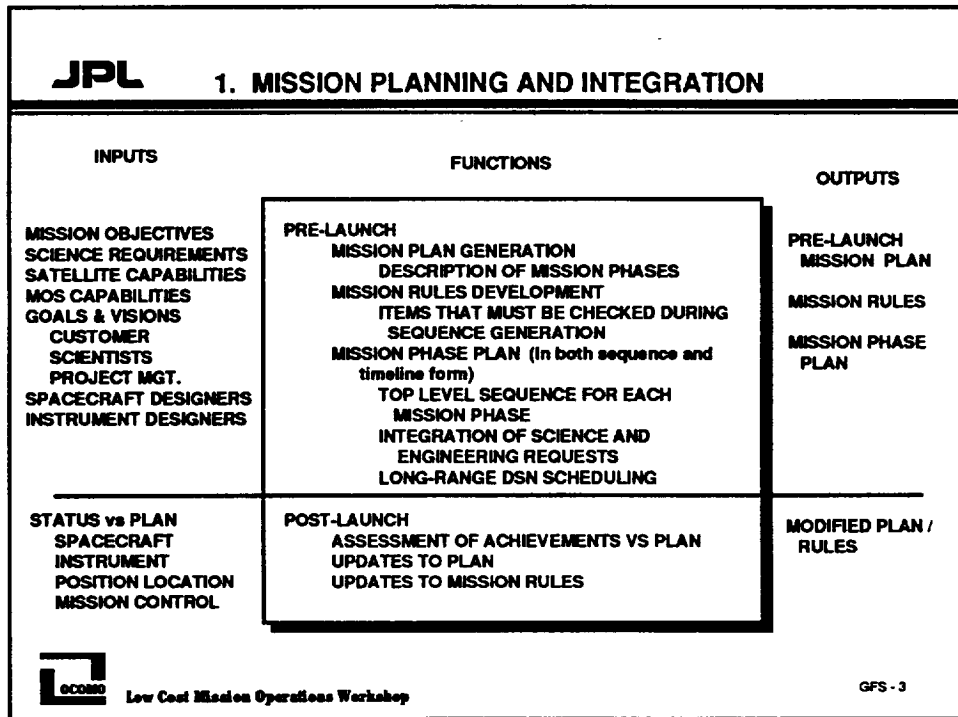 JPL
1. MISSION PLANNING AND INTEGRATION
INPUTS
FUNCTIONS
OUTPUTS
MISSION OBJECTIVES
SCIENCE REQUIREMENTS
SATELLITE CAPABILITIES
MOS CAPABILITIES
GOALS & VISIONS
CUSTOMER
SCIENTISTS
PROJECT MGT.
SPACECRAFT DESIGNERS
INSTRUMENT DESIGNERS
PRE-LAUNCH
MISSION PLAN GENERATION
DESCRIPTION OF MISSION PHASES
MISSION RULES DEVELOPMENT
ITEMS THAT MUST BE CHECKED DURING
SEQUENCE GENERATION
MISSION PHASE PLAN (In both sequence and
timeline form)
TOP LEVEL SEQUENCE FOR EACH
MISSION PHASE
INTEGRATION OF SCIENCE AND
ENGINEERING REQUESTS
LONG-RANGE DSN SCHEDULING
PRE-LAUNCH
MISSION PLAN
MISSION RULES
MISSION PHASE
PLAN
STATUS vs PLAN
SPACECRAFT
INSTRUMENT
POSITION LOCATION
MISSION CONTROL
POST-LAUNCH
ASSESSMENT OF ACHIEVEMENTS VS PLAN
UPDATES TO PLAN
UPDATES TO MISSION RULES
MODIFIED PLAN /
RULES
LOCOMO
Low Cost Mission Operations Workshop
GFS - 3